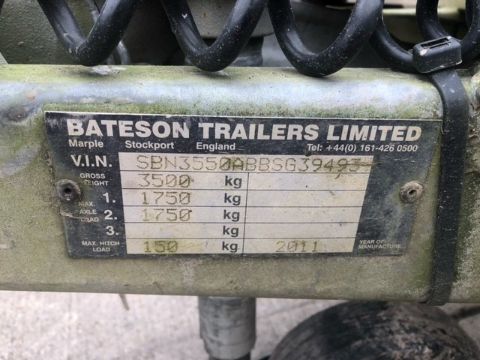 BATESON TRAILERS LIMITED
Marple Stockport England Tel: +44(0) 161-426 0500
V.I.N. SBN3550ABBSG39493
GROSS WEIGHT 3500 kg
MAX. AXLE LOAD 1. 1750 kg
2. 1750 kg
3. kg
MAX. HITCH LOAD 150 kg 2011 YEAR OF MANUFACTURE